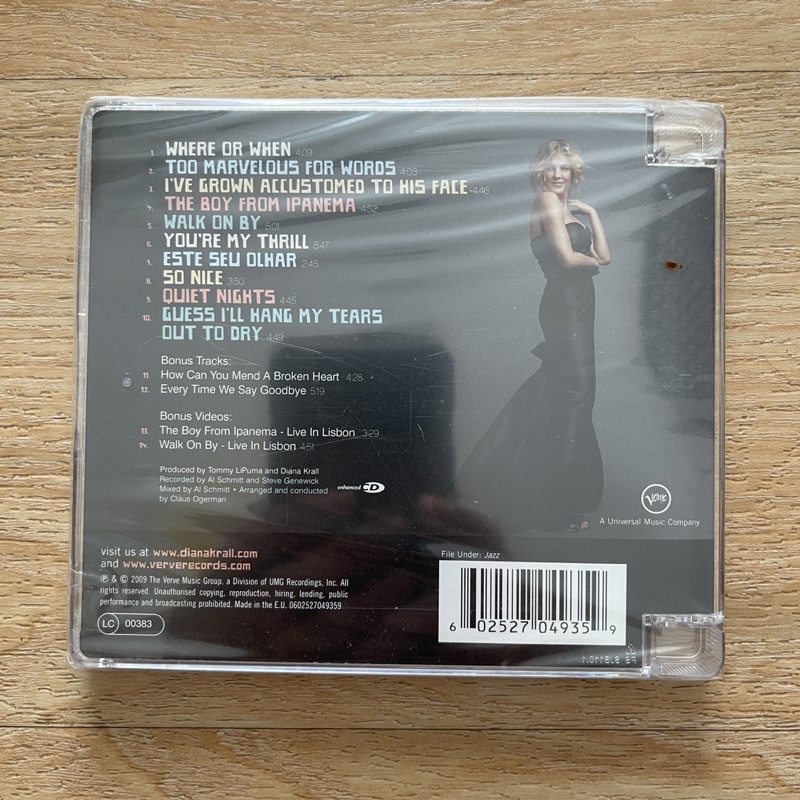 1. WHERE OR WHEN 4:09
2. TOO MARVELOUS FOR WORDS 4:03
3. I'VE GROWN ACCUSTOMED TO HIS FACE 4:46
4. THE BOY FROM IPANEMA 4:52
5. WALK ON BY 5:01
6. YOU'RE MY THRILL 5:47
7. ESTE SEU OLHAR 2:45
8. SO NICE 3:50
9. QUIET NIGHTS 4:45
10. GUESS I'LL HANG MY TEARS
OUT TO DRY 4:49
Bonus Tracks:
11. How Can You Mend A Broken Heart 4:28
12. Every Time We Say Goodbye 5:19
Bonus Videos:
13. The Boy From Ipanema - Live In Lisbon 3:29
14. Walk On By - Live In Lisbon 4:51
Produced by Tommy LiPuma and Diana Krall
Recorded by Al Schmitt and Steve Genewick
Mixed by Al Schmitt • Arranged and conducted
by Claus Ogerman
enhanced CD
Verve
A Universal Music Company
visit us at www.dianakrall.com
and www.ververecords.com
℗ & © 2009 The Verve Music Group, a Division of UMG Recordings, Inc. All
rights reserved. Unauthorised copying, reproduction, hiring, lending, public
performance and broadcasting prohibited. Made in the E.U. 0602527049359
LC 00383
File Under: Jazz
6 02527 04935 9